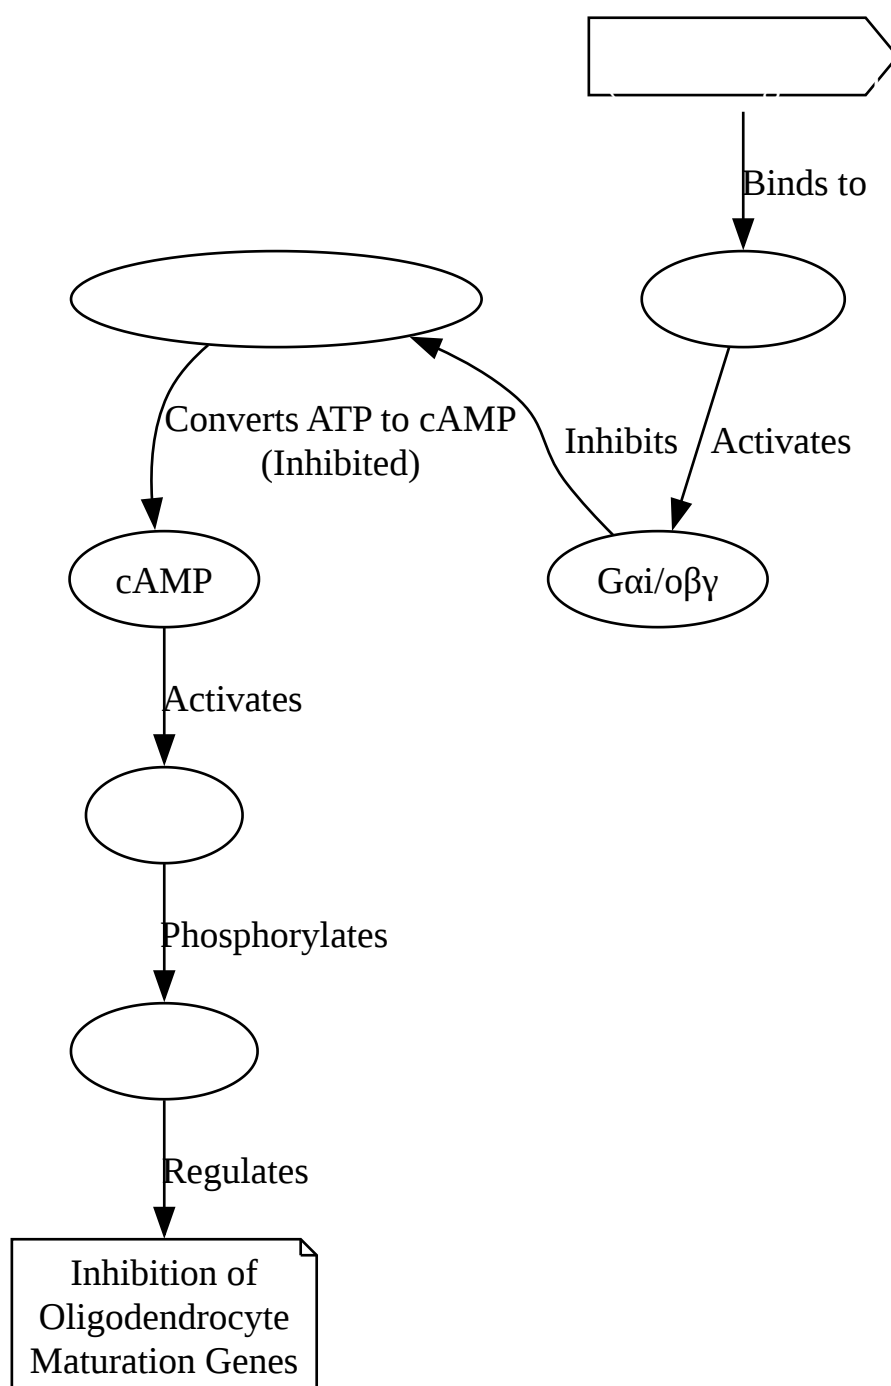 Binds to
Converts ATP to cAMP
(Inhibited)
Inhibits
Activates
cAMP
Gαi/oβγ
Activates
Phosphorylates
Regulates
Inhibition of
Oligodendrocyte
Maturation Genes